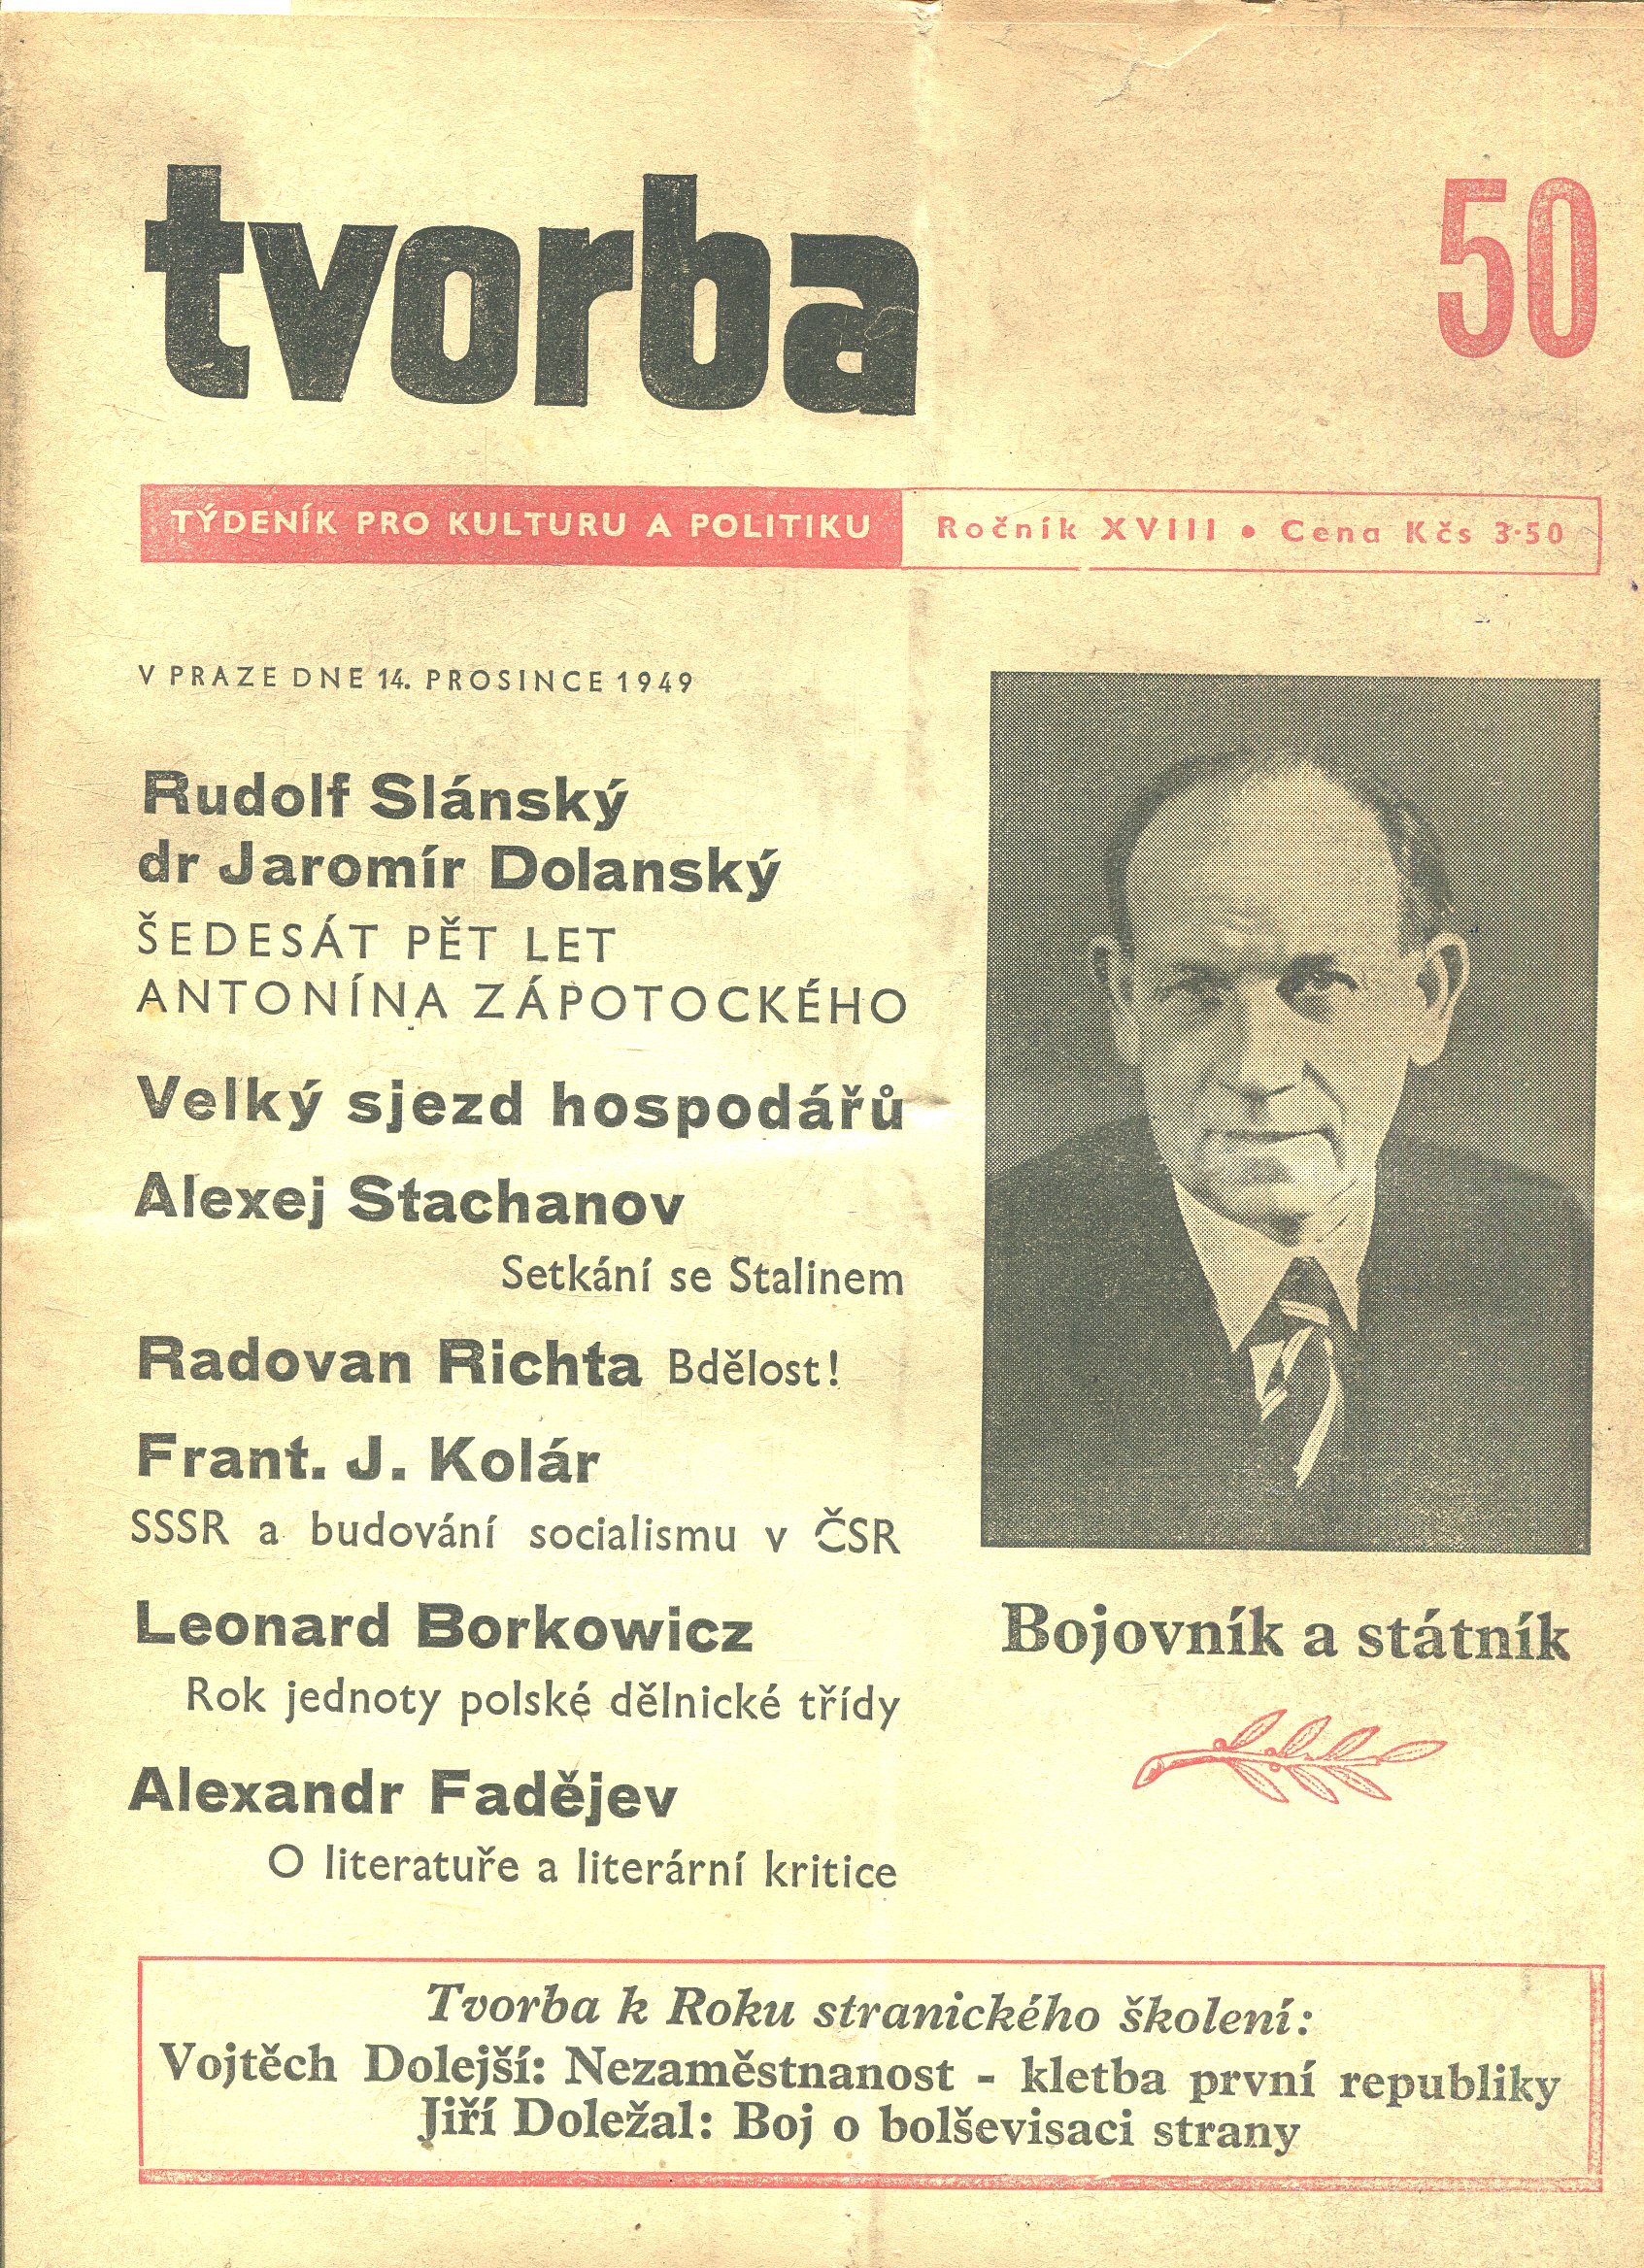 tvorba
50
TÝDENÍK PRO KULTURU A POLITIKU
Ročník XVIII • Cena Kčs 3·50
V PRAZE DNE 14. PROSINCE 1949
Rudolf Slánský
dr Jaromír Dolanský
ŠEDESÁT PĚT LET
ANTONÍNA ZÁPOTOCKÉHO
Velký sjezd hospodářů
Alexej Stachanov
Setkání se Stalinem
Radovan Richta Bdělost!
Frant. J. Kolár
SSSR a budování socialismu v ČSR
Leonard Borkowicz
Rok jednoty polské dělnické třídy
Alexandr Fadějev
O literatuře a literární kritice
Bojovník a státník
Tvorba k Roku stranického školení:
Vojtěch Dolejší: Nezaměstnanost - kletba první republiky
Jiří Doležal: Boj o bolševisaci strany